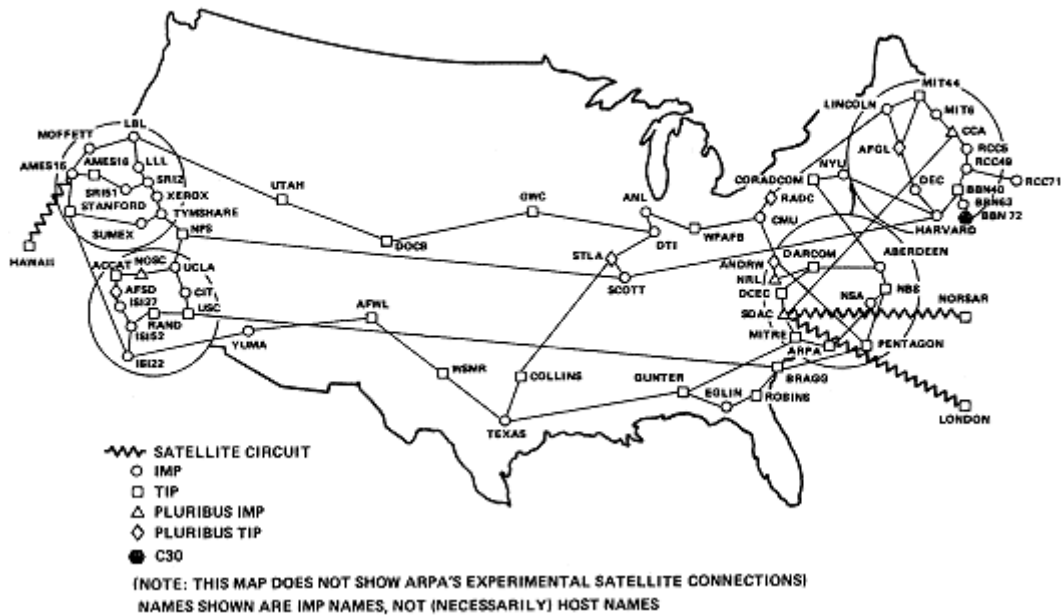 MIT44
LINCOLN
MIT6
CCA
MOFFETT
LBL
AMES15
AMES16
LLL
SRI2
SRI51
XEROX
STANFORD
TYMSHARE
SUMEX
NPS
HAWAII
UTAH
DOCB
GWC
ANL
DTI
WPAFB
STLA
SCOTT
AFGL
RCC5
RCC49
RCC71
NYU
CORADCOM
RADC
DEC
BBN40
BBN63
BBN 72
HARVARD
CMU
ACCAT
NOSC
UCLA
AFSD
ISI27
CIT
RAND
USC
ISI52
ISI22
AFWL
YUMA
WSMR
COLLINS
TEXAS
GUNTER
EGLIN
ROBINS
BRAGG
ANDRW
DARCOM
ABERDEEN
NRL
DCEC
NSA
NBS
NORSAR
SDAC
MITRE
ARPA
PENTAGON
LONDON
SATELLITE CIRCUIT
IMP
TIP
PLURIBUS IMP
PLURIBUS TIP
C30
(NOTE: THIS MAP DOES NOT SHOW ARPA'S EXPERIMENTAL SATELLITE CONNECTIONS)
NAMES SHOWN ARE IMP NAMES, NOT (NECESSARILY) HOST NAMES